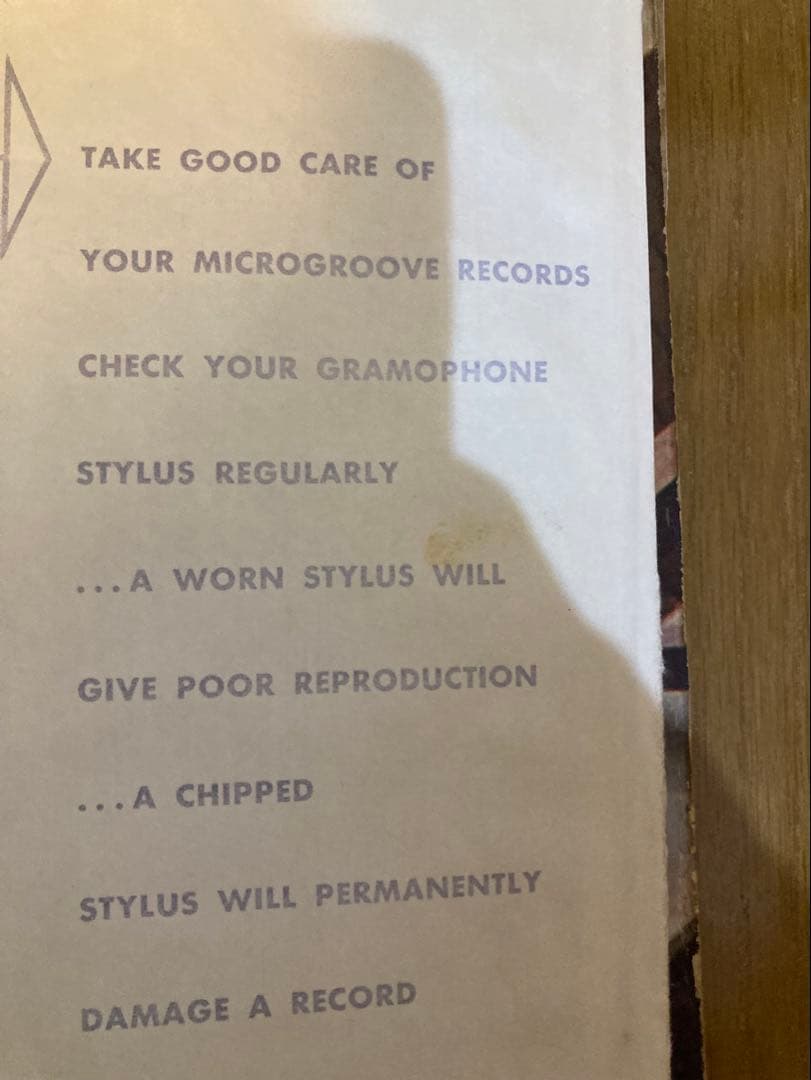 TAKE GOOD CARE OF
YOUR MICROGROOVE RECORDS
CHECK YOUR GRAMOPHONE
STYLUS REGULARLY
...A WORN STYLUS WILL
GIVE POOR REPRODUCTION
...A CHIPPED
STYLUS WILL PERMANENTLY
DAMAGE A RECORD